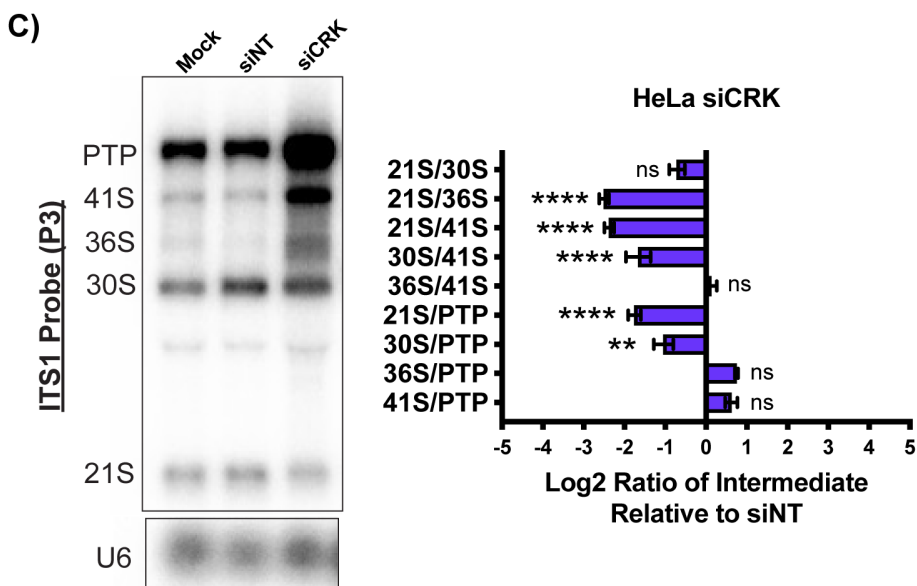 C)
Mock siNT siCRK
ITS1 Probe (P3)
PTP
41S
36S
30S
21S
U6
HeLa siCRK
21S/30S ns
21S/36S ****
21S/41S ****
30S/41S ****
36S/41S ns
21S/PTP ****
30S/PTP **
36S/PTP ns
41S/PTP ns
-5 -4 -3 -2 -1 0 1 2 3 4 5
Log2 Ratio of Intermediate
Relative to siNT